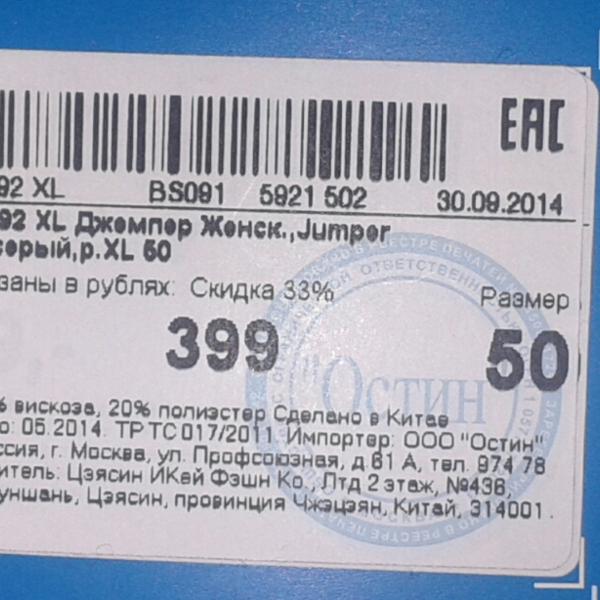 EAC
92 XL BS091 5921 502 30.09.2014
92 XL Джемпер Женск.,Jumper
серый,р.XL 50
заны в рублях: Скидка 33% Размер
399 50
"Остин"
% вискоза, 20% полиэстер Сделано в Китае
о: 05.2014. ТР ТС 017/2011. Импортер: ООО "Остин"
ссия, г. Москва, ул. Профсоюзная, д.61 А, тел. 974 78
итель: Цзясин ИКей Фэшн Ко., Лтд 2 этаж, №436,
уншань, Цзясин, провинция Чжэцзян, Китай, 314001.